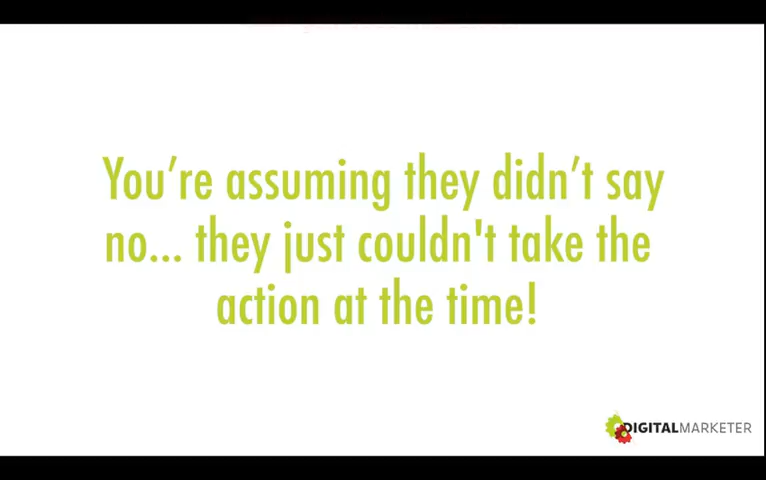 You’re assuming they didn’t say
no... they just couldn't take the
action at the time!
DIGITALMARKETER